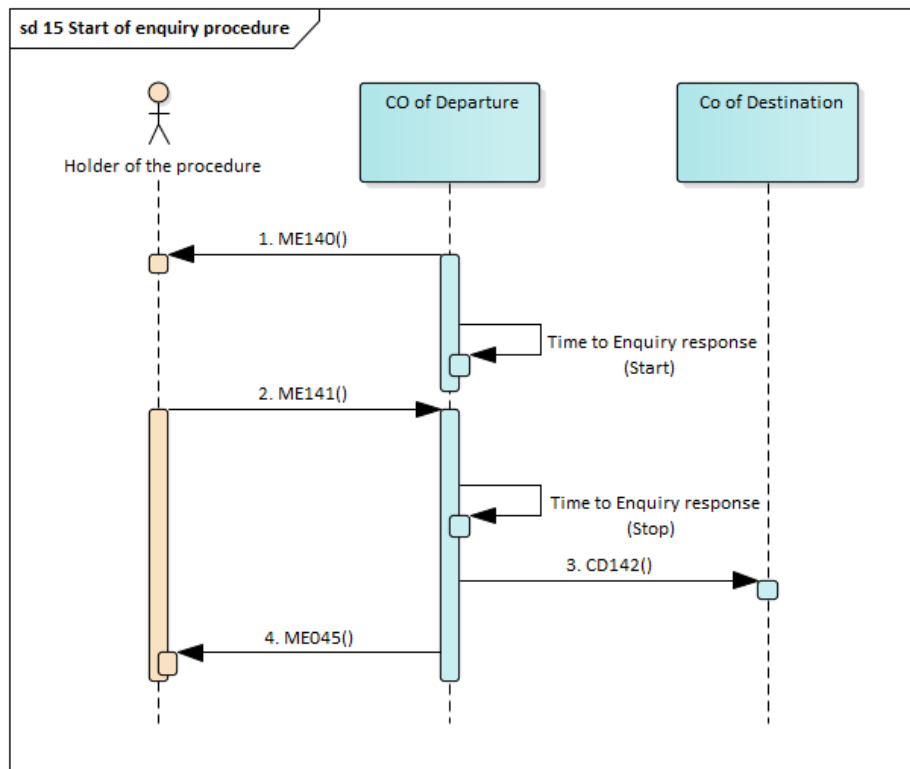 sd 15 Start of enquiry procedure
CO of Departure
Co of Destination
Holder of the procedure
1. ME140()
Time to Enquiry response
(Start)
2. ME141()
Time to Enquiry response
(Stop)
3. CD142()
4. ME045()